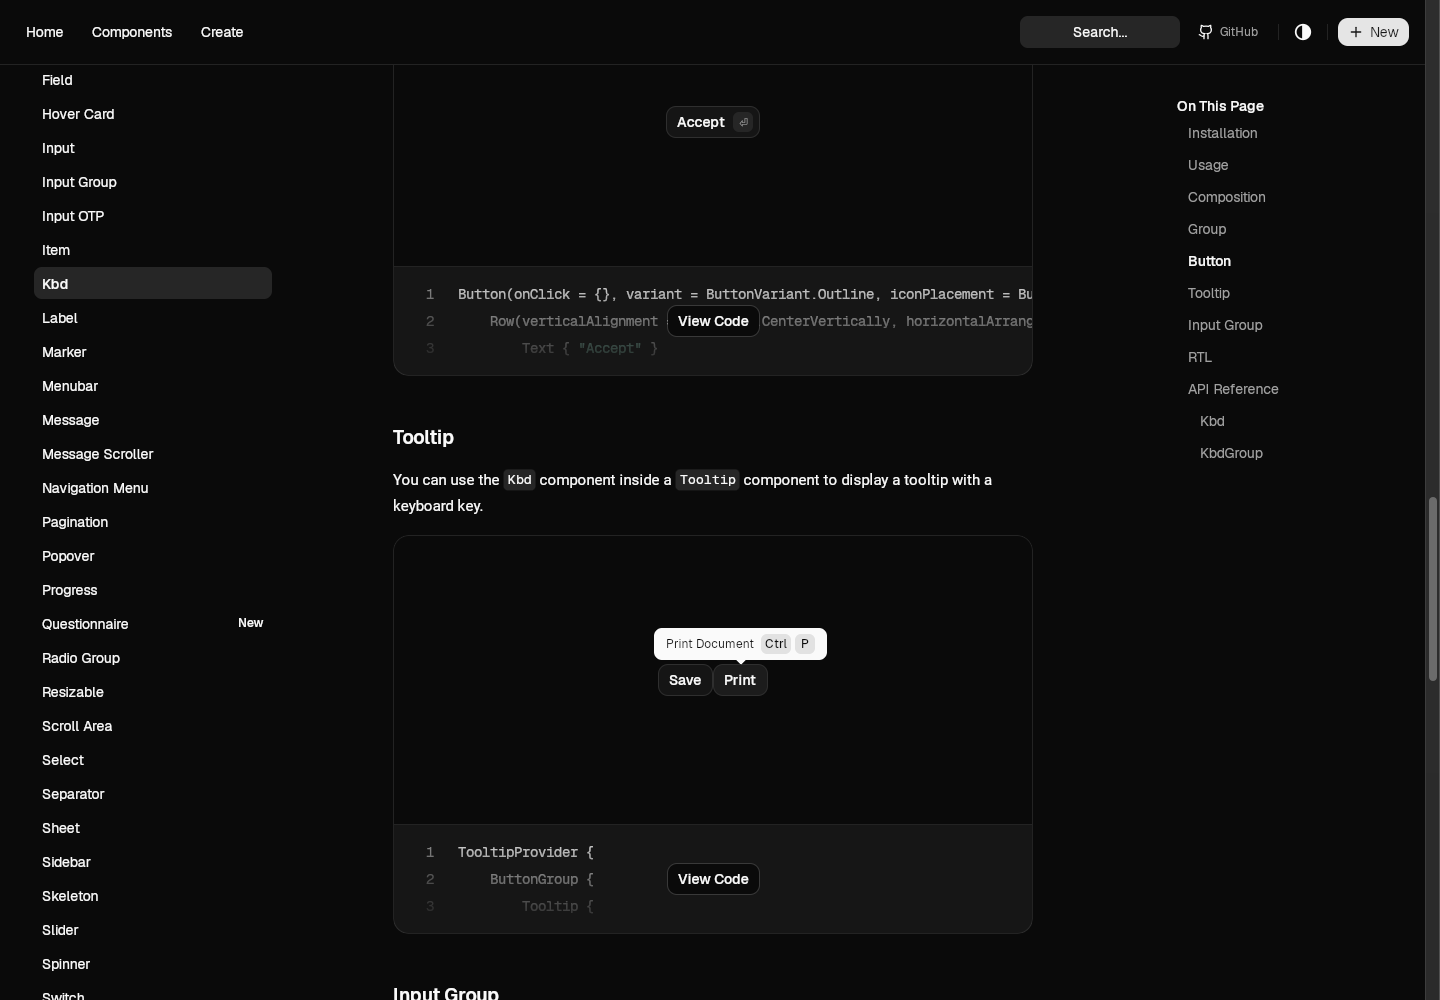 Home
Components
Create
Search...
GitHub
New
Field
Hover Card
Input
Input Group
Input OTP
Item
Kbd
Label
Marker
Menubar
Message
Message Scroller
Navigation Menu
Pagination
Popover
Progress
Questionnaire
New
Radio Group
Resizable
Scroll Area
Select
Separator
Sheet
Sidebar
Skeleton
Slider
Spinner
Switch
Accept ⏎
1 Button(onClick = {}, variant = ButtonVariant.Outline, iconPlacement = Bu
2 Row(verticalAlignment
View Code
CenterVertically, horizontalArrang
3 Text { "Accept" }
Tooltip
You can use the Kbd component inside a Tooltip component to display a tooltip with a
keyboard key.
Print Document Ctrl P
Save
Print
1 TooltipProvider {
2 ButtonGroup {
View Code
3 Tooltip {
Input Group
On This Page
Installation
Usage
Composition
Group
Button
Tooltip
Input Group
RTL
API Reference
Kbd
KbdGroup